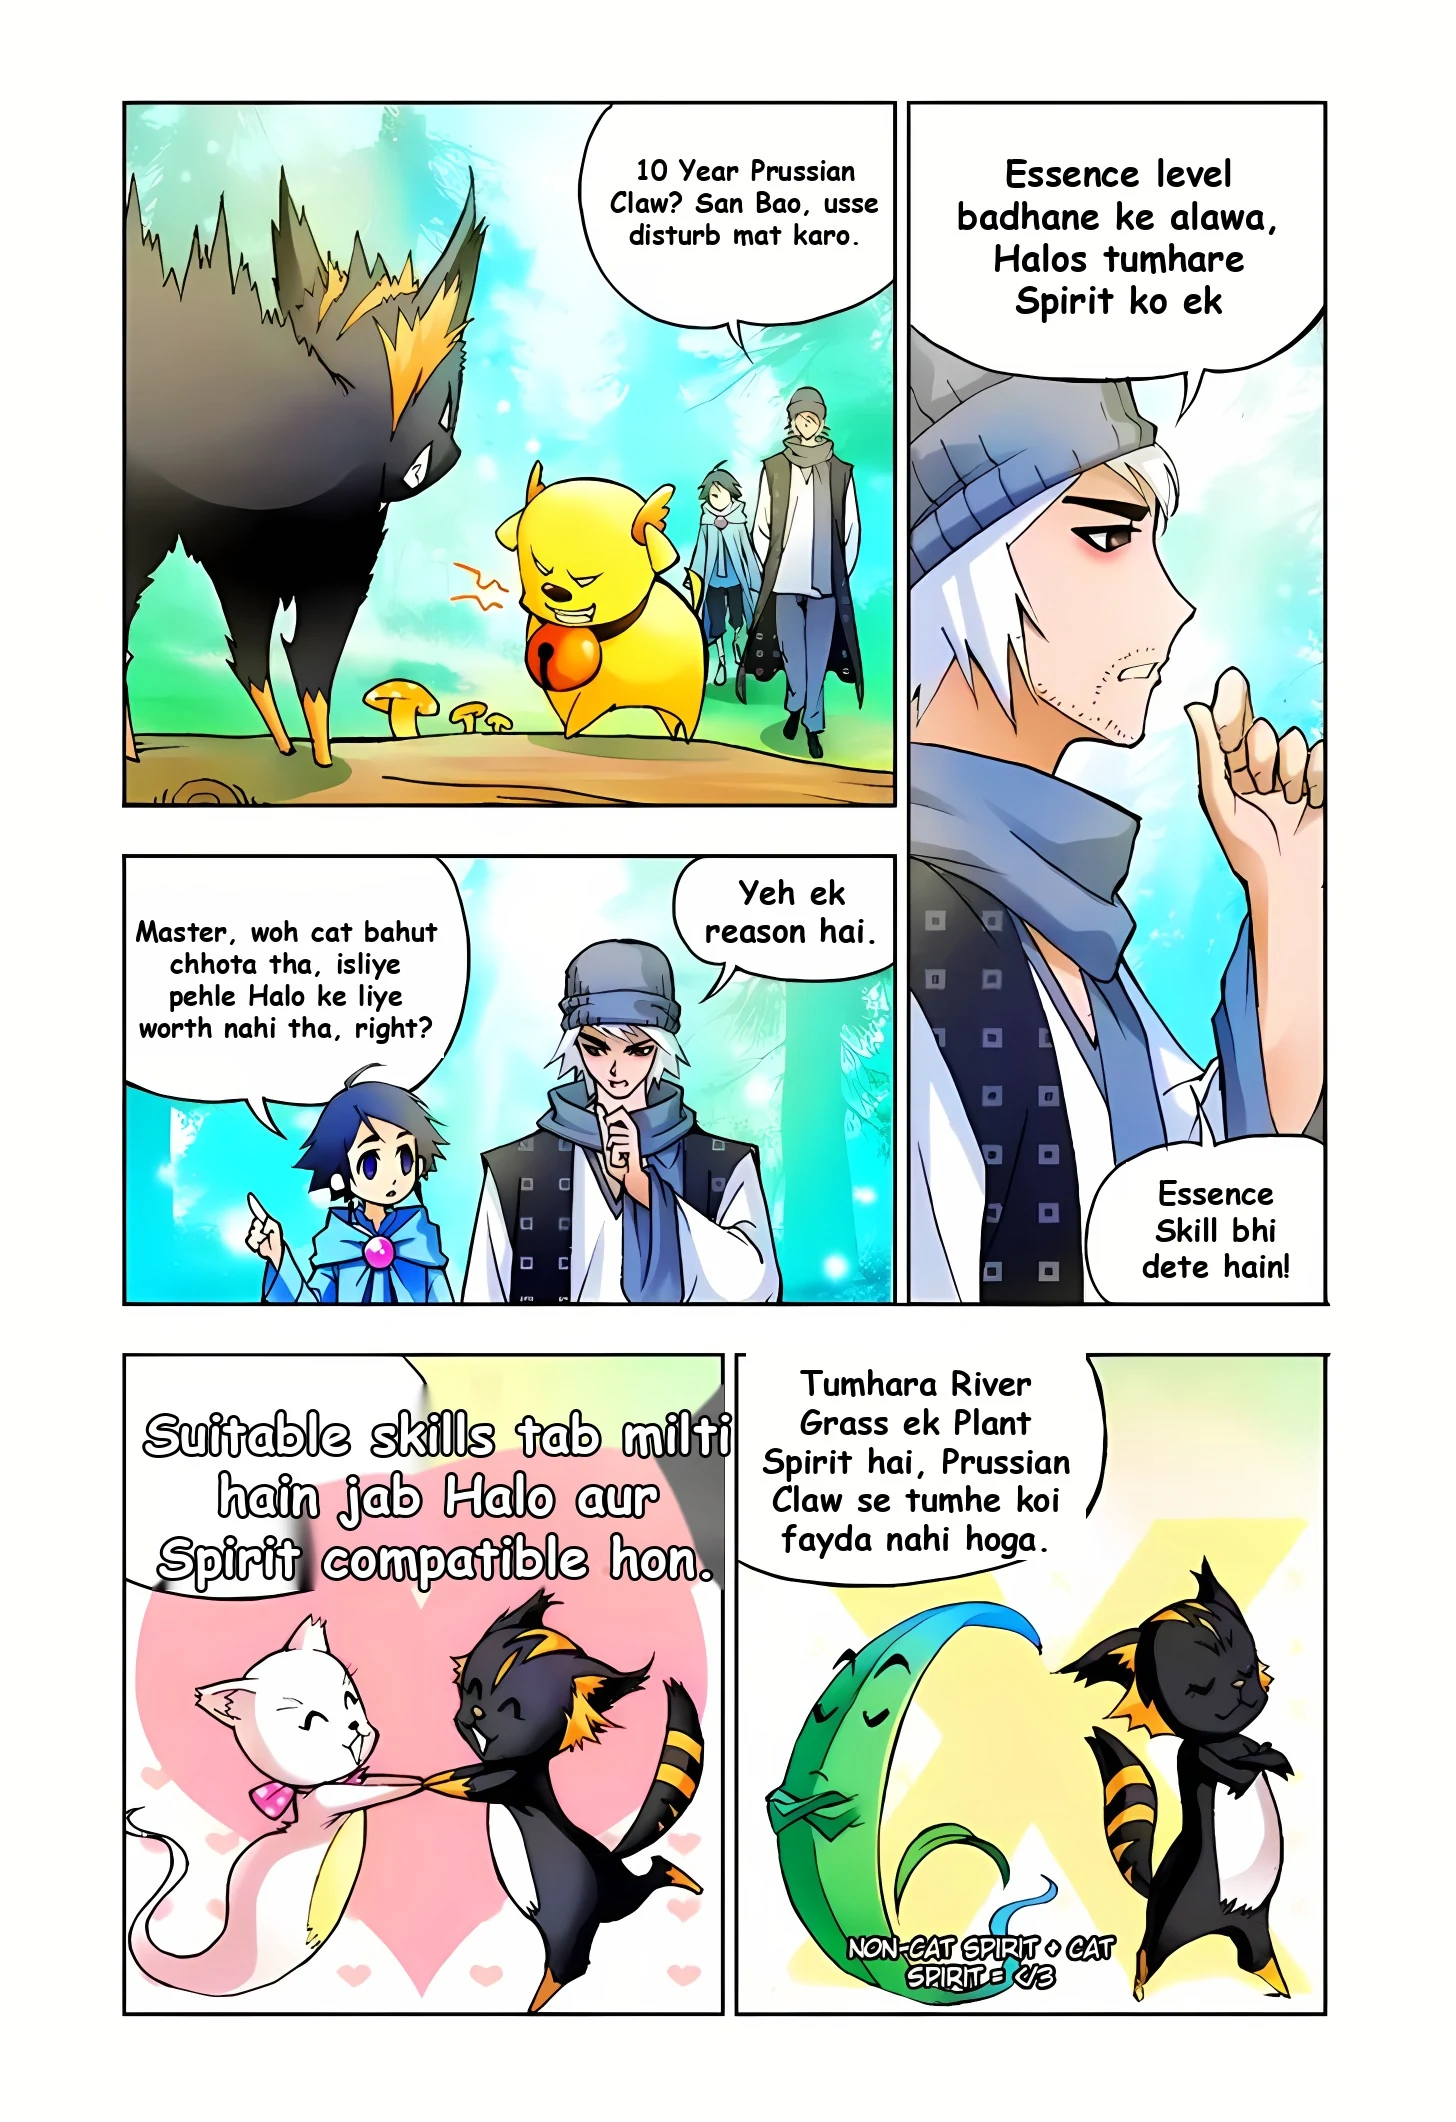 10 Year Prussian
Claw? San Bao, usse
disturb mat karo.
Master, woh cat bahut
chhota tha, isliye
pehle Halo ke liye
worth nahi tha, right?
Yeh ek
reason hai.
Essence level
badhane ke alawa,
Halos tumhare
Spirit ko ek
Essence
Skill bhi
dete hain!
Suitable skills tab milti
hain jab Halo aur
Spirit compatible hon.
Tumhara River
Grass ek Plant
Spirit hai, Prussian
Claw se tumhe koi
fayda nahi hoga.
NON-CAT SPIRIT + CAT
SPIRIT = </3